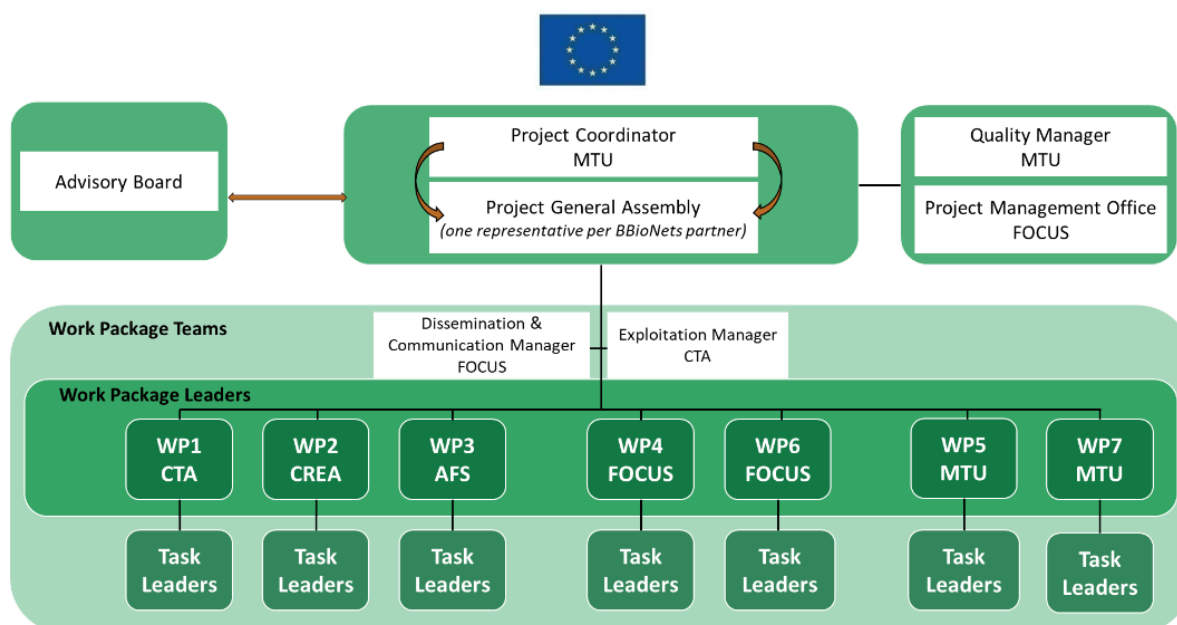 Advisory Board
Project Coordinator
MTU
Project General Assembly
(one representative per BBioNets partner)
Quality Manager
MTU
Project Management Office
FOCUS
Work Package Teams
Dissemination &
Communication Manager
FOCUS
Exploitation Manager
CTA
Work Package Leaders
WP1
CTA
WP2
CREA
WP3
AFS
WP4
FOCUS
WP6
FOCUS
WP5
MTU
WP7
MTU
Task
Leaders
Task
Leaders
Task
Leaders
Task
Leaders
Task
Leaders
Task
Leaders
Task
Leaders